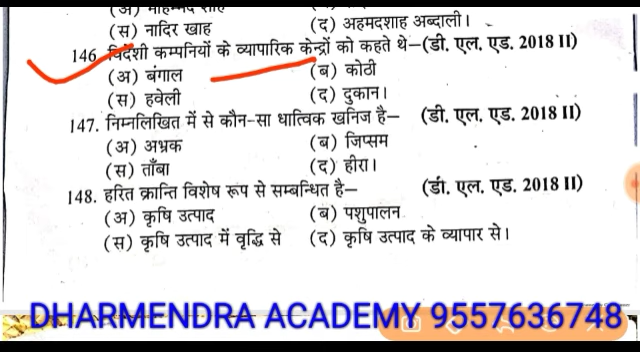 (स) नादिर खाह (द) अहमदशाह अब्दाली।
146. विदेशी कम्पनियों के व्यापारिक केन्द्रों को कहते थे–(डी. एल. एड. 2018 II)
(अ) बंगाल (ब) कोठी
(स) हवेली (द) दुकान।
147. निम्नलिखित में से कौन-सा धात्विक खनिज है– (डी. एल. एड. 2018 II)
(अ) अभ्रक (ब) जिप्सम
(स) ताँबा (द) हीरा।
148. हरित क्रान्ति विशेष रूप से सम्बन्धित है– (डी. एल. एड. 2018 II)
(अ) कृषि उत्पाद (ब) पशुपालन
(स) कृषि उत्पाद में वृद्धि से (द) कृषि उत्पाद के व्यापार से।
DHARMENDRA ACADEMY 9557636748